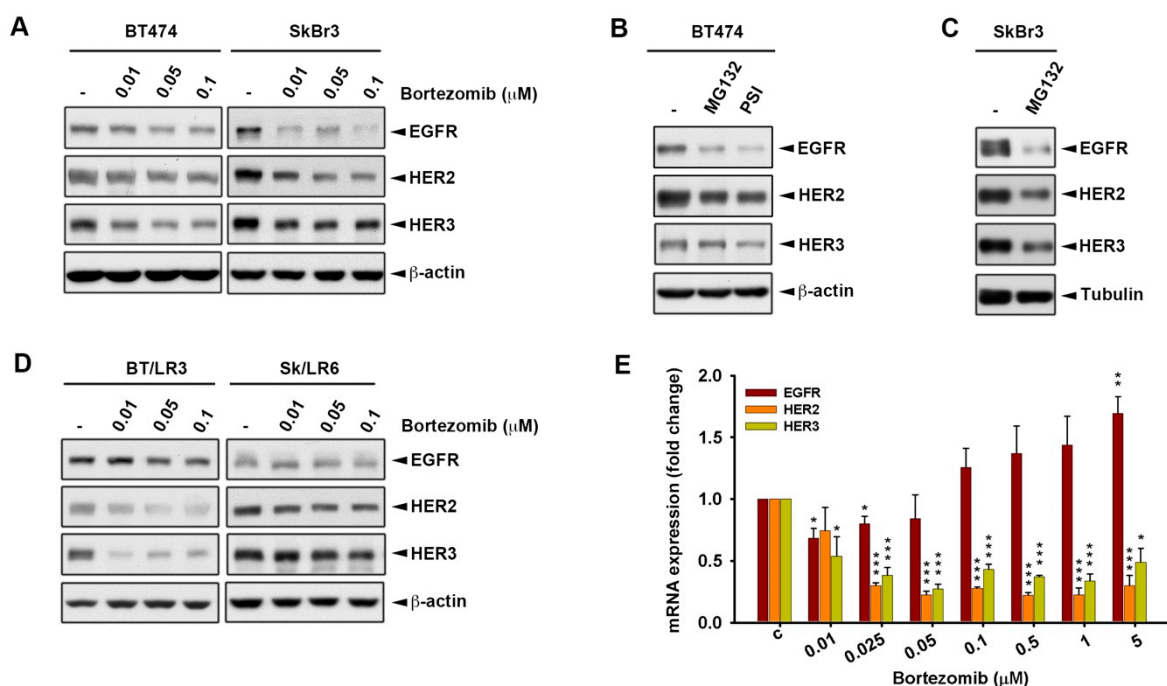 A
BT474 SkBr3
- 0.01 0.05 0.1 - 0.01 0.05 0.1 Bortezomib (μM)
EGFR
HER2
HER3
β-actin
B
BT474
- MG132 PSI
EGFR
HER2
HER3
β-actin
C
SkBr3
- MG132
EGFR
HER2
HER3
Tubulin
D
BT/LR3 Sk/LR6
- 0.01 0.05 0.1 - 0.01 0.05 0.1 Bortezomib (μM)
EGFR
HER2
HER3
β-actin
E
mRNA expression (fold change)
2.0
1.5
1.0
0.5
0.0
EGFR
HER2
HER3
* * * *** *** *** *** *** *** *** *** *** *** ** *** *
c 0.01 0.025 0.05 0.1 0.5 1 5
Bortezomib (μM)